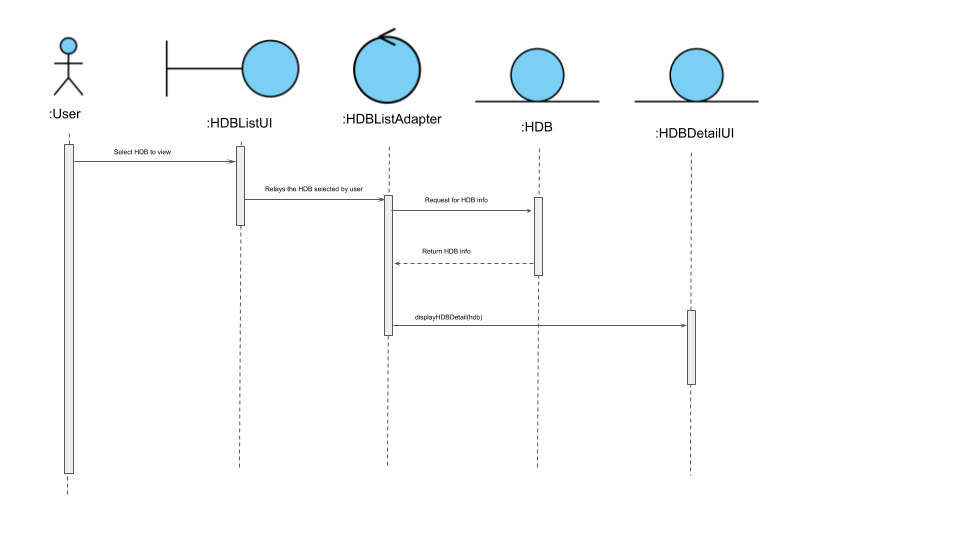 :User
:HDBListUI
:HDBListAdapter
:HDB
:HDBDetailUI
Select HDB to view
Relays the HDB selected by user
Request for HDB info
Return HDB info
displayHDBDetail(hdb)